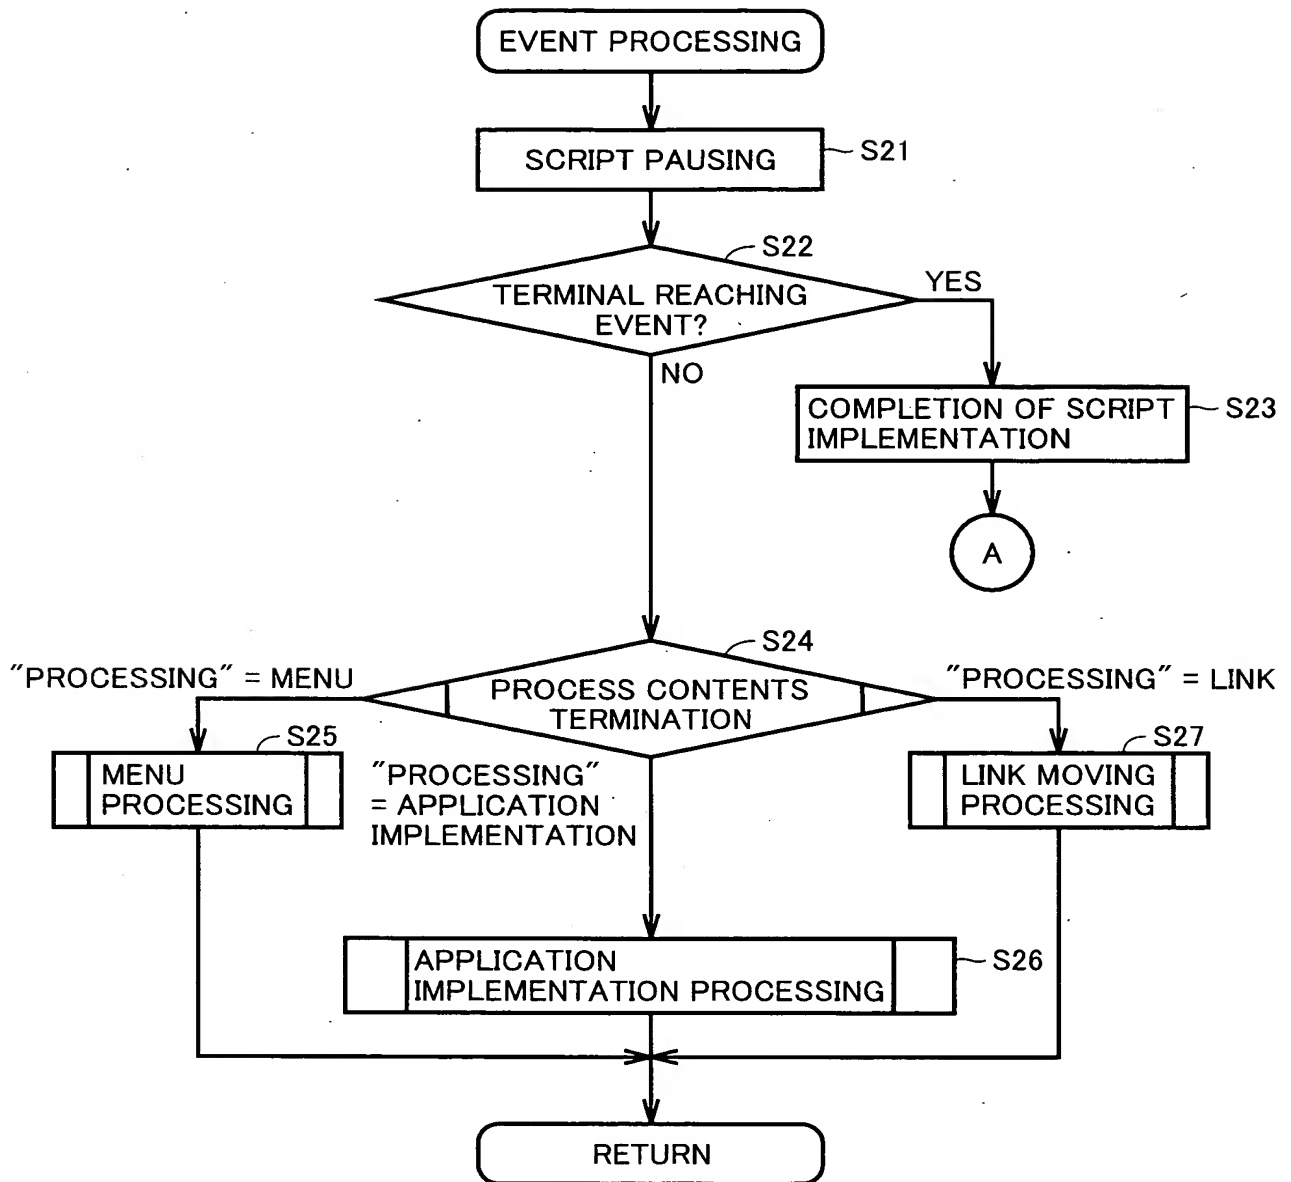 EVENT PROCESSING
SCRIPT PAUSING
S21
S22
TERMINAL REACHING
EVENT?
YES
NO
COMPLETION OF SCRIPT
IMPLEMENTATION
S23
A
S24
"PROCESSING" = MENU
PROCESS CONTENTS
TERMINATION
"PROCESSING" = LINK
S25
MENU
PROCESSING
"PROCESSING"
= APPLICATION
IMPLEMENTATION
S27
LINK MOVING
PROCESSING
APPLICATION
IMPLEMENTATION PROCESSING
S26
RETURN